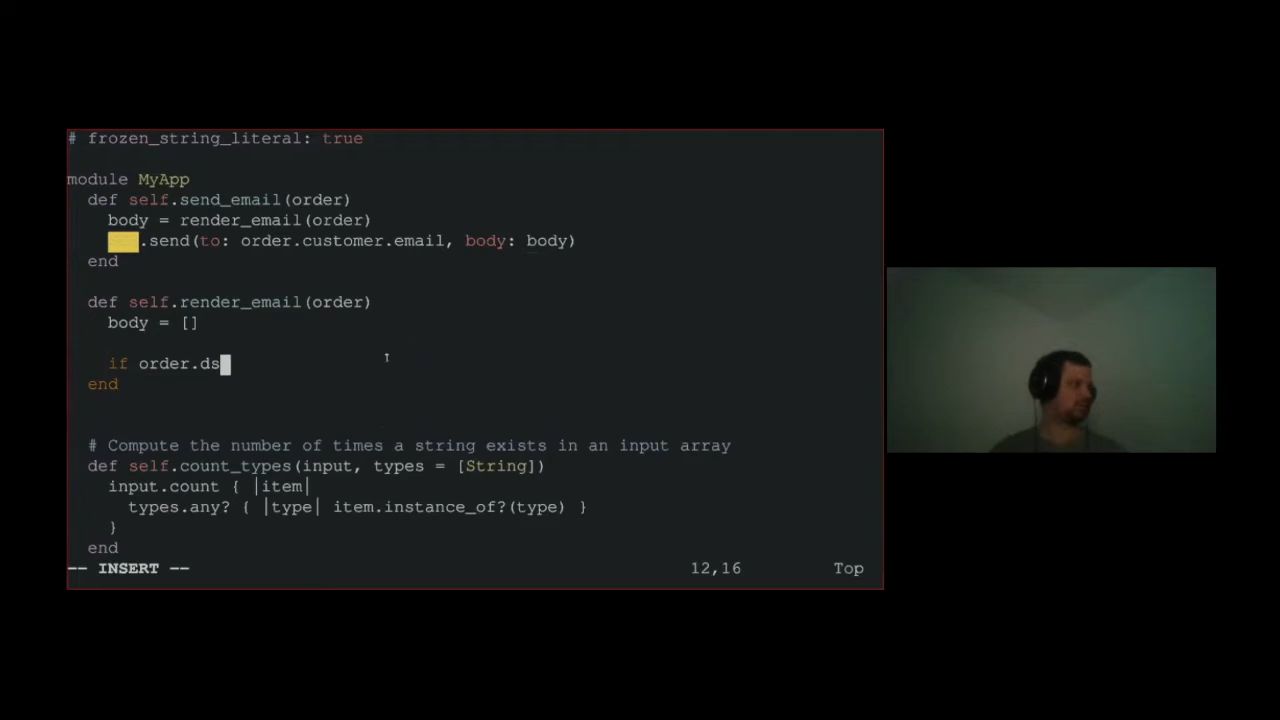 # frozen_string_literal: true
module MyApp
def self.send_email(order)
body = render_email(order)
.send(to: order.customer.email, body: body)
end
def self.render_email(order)
body = []
if order.ds
end
# Compute the number of times a string exists in an input array
def self.count_types(input, types = [String])
input.count { |item|
types.any? { |type| item.instance_of?(type) }
}
end
-- INSERT -- 12,16 Top